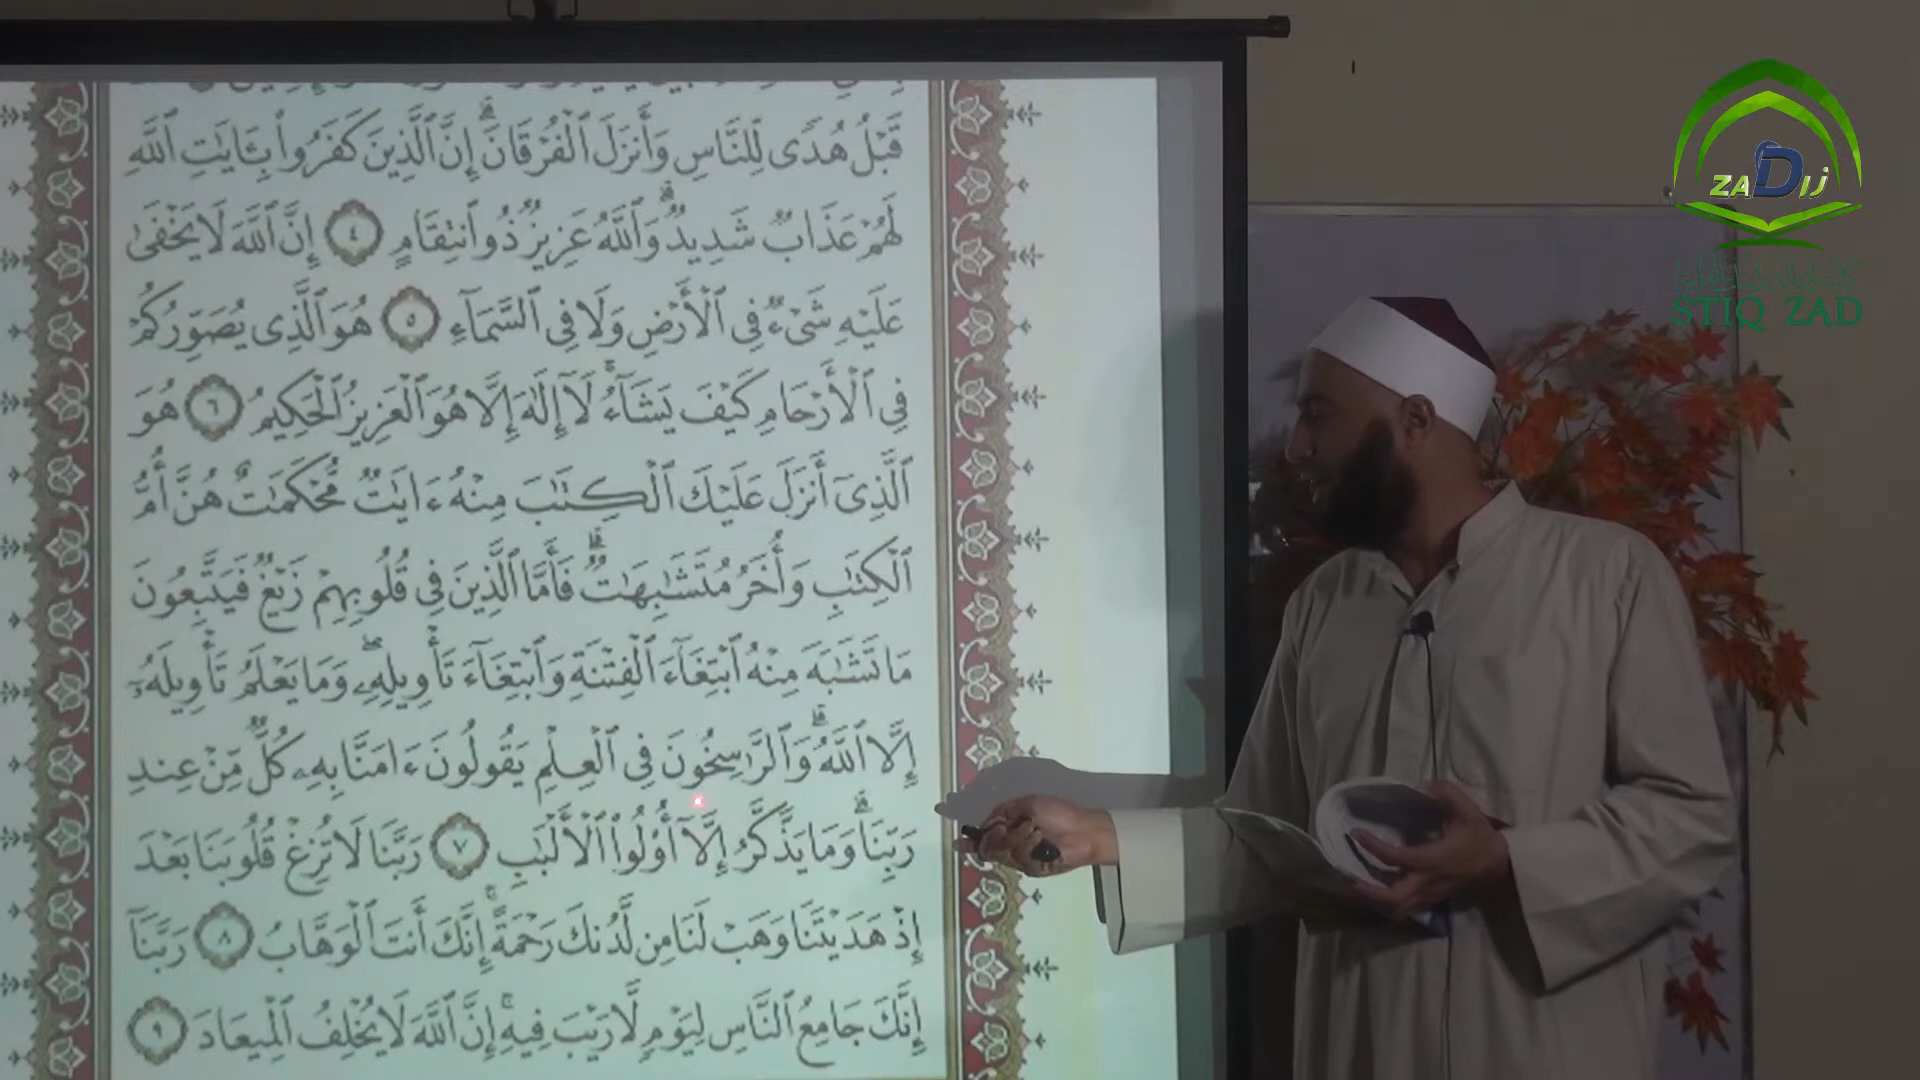 قَبْلُ هُدًى لِّلنَّاسِ وَأَنزَلَ ٱلْفُرْقَانَ ۗ إِنَّ ٱلَّذِينَ كَفَرُوا۟ بِـَٔايَـٰتِ ٱللَّهِ
لَهُمْ عَذَابٌ شَدِيدٌ ۗ وَٱللَّهُ عَزِيزٌ ذُو ٱنتِقَامٍ ٤ إِنَّ ٱللَّهَ لَا يَخْفَىٰ
عَلَيْهِ شَىْءٌ فِى ٱلْأَرْضِ وَلَا فِى ٱلسَّمَآءِ ٥ هُوَ ٱلَّذِى يُصَوِّرُكُمْ
فِى ٱلْأَرْحَامِ كَيْفَ يَشَآءُ ۚ لَآ إِلَـٰهَ إِلَّا هُوَ ٱلْعَزِيزُ ٱلْحَكِيمُ ٦ هُوَ
ٱلَّذِىٓ أَنزَلَ عَلَيْكَ ٱلْكِتَـٰبَ مِنْهُ ءَايَـٰتٌ مُّحْكَمَـٰتٌ هُنَّ أُمُّ
ٱلْكِتَـٰبِ وَأُخَرُ مُتَشَـٰبِهَـٰتٌ ۖ فَأَمَّا ٱلَّذِينَ فِى قُلُوبِهِمْ زَيْغٌ فَيَتَّبِعُونَ
مَا تَشَـٰبَهَ مِنْهُ ٱبْتِغَآءَ ٱلْفِتْنَةِ وَٱبْتِغَآءَ تَأْوِيلِهِۦ ۗ وَمَا يَعْلَمُ تَأْوِيلَهُۥٓ
إِلَّا ٱللَّهُ ۗ وَٱلرَّٰسِخُونَ فِى ٱلْعِلْمِ يَقُولُونَ ءَامَنَّا بِهِۦ كُلٌّ مِّنْ عِندِ
رَبِّنَا ۗ وَمَا يَذَّكَّرُ إِلَّآ أُو۟لُوا۟ ٱلْأَلْبَـٰبِ ٧ رَبَّنَا لَا تُزِغْ قُلُوبَنَا بَعْدَ
إِذْ هَدَيْتَنَا وَهَبْ لَنَا مِن لَّدُنكَ رَحْمَةً ۚ إِنَّكَ أَنتَ ٱلْوَهَّابُ ٨ رَبَّنَآ
إِنَّكَ جَامِعُ ٱلنَّاسِ لِيَوْمٍ لَّا رَيْبَ فِيهِ ۚ إِنَّ ٱللَّهَ لَا يُخْلِفُ ٱلْمِيعَادَ ٩
ZAD زاد
STIQ ZAD